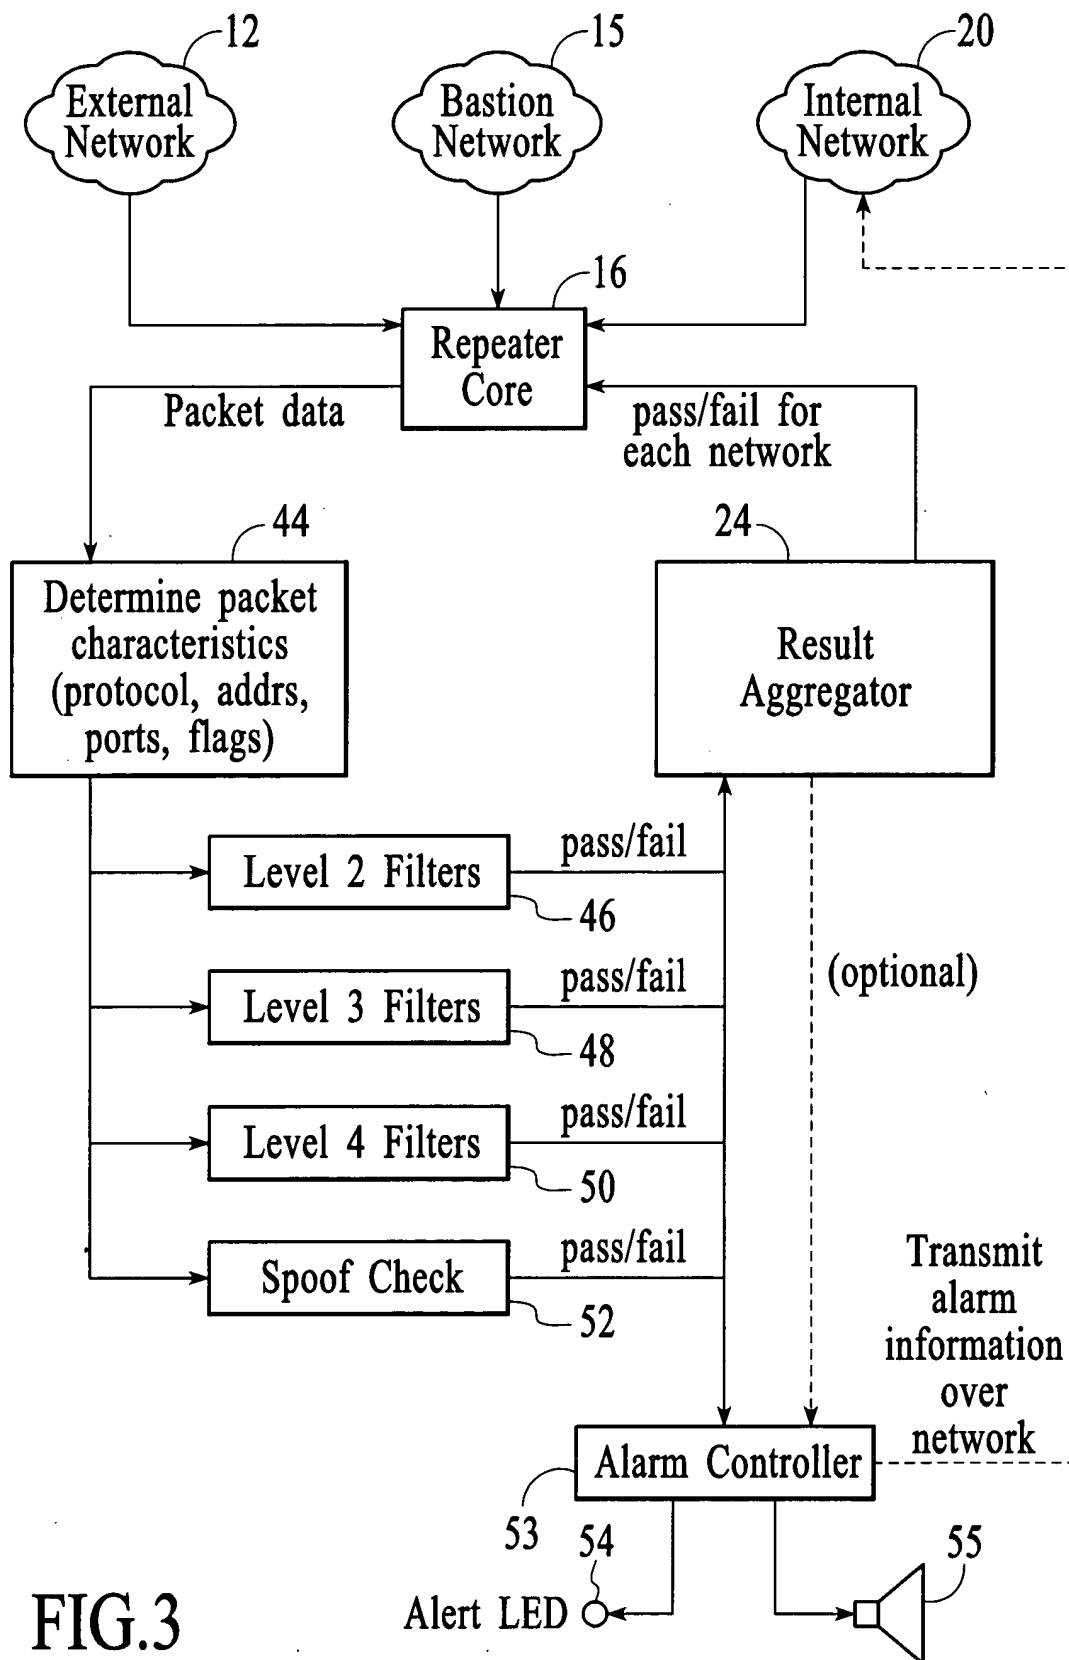 12
15
20
External
Network
Bastion
Network
Internal
Network
16
Repeater
Core
Packet data
pass/fail for
each network
44
24
Determine packet
characteristics
(protocol, addrs,
ports, flags)
Result
Aggregator
Level 2 Filters
pass/fail
46
(optional)
Level 3 Filters
pass/fail
48
Level 4 Filters
pass/fail
50
Spoof Check
pass/fail
52
Transmit
alarm
information
over
network
Alarm Controller
53
54
55
Alert LED
FIG.3